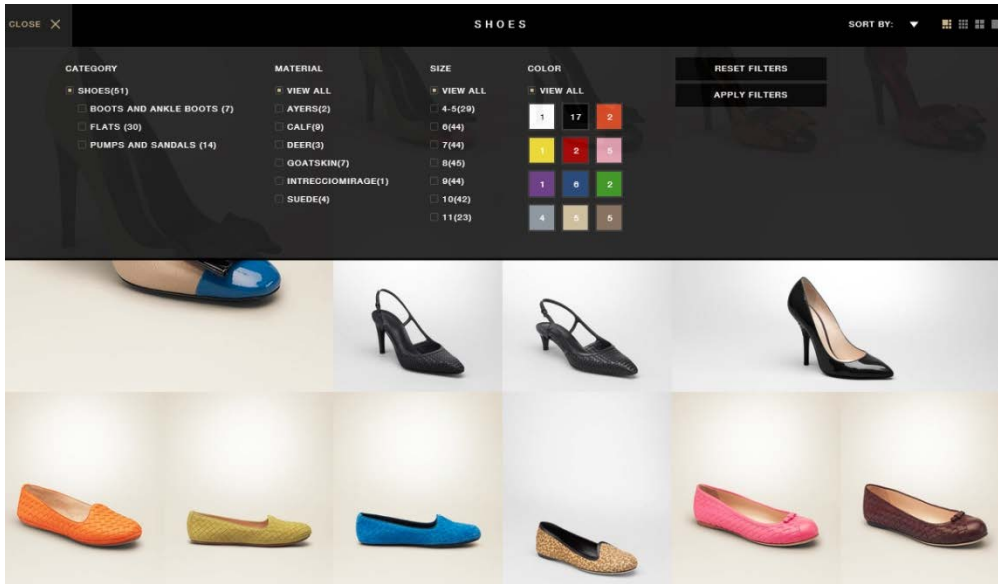 CLOSE X
SHOES
SORT BY:
CATEGORY
SHOES(51)
BOOTS AND ANKLE BOOTS (7)
FLATS (30)
PUMPS AND SANDALS (14)
MATERIAL
VIEW ALL
AYERS(2)
CALF(9)
DEER(3)
GOATSKIN(7)
INTRECCIOMIRAGE(1)
SUEDE(4)
SIZE
VIEW ALL
4-5(29)
6(44)
7(44)
8(45)
9(44)
10(42)
11(23)
COLOR
VIEW ALL
1 17 2
1 2 5
1 6 2
4 5 5
RESET FILTERS
APPLY FILTERS